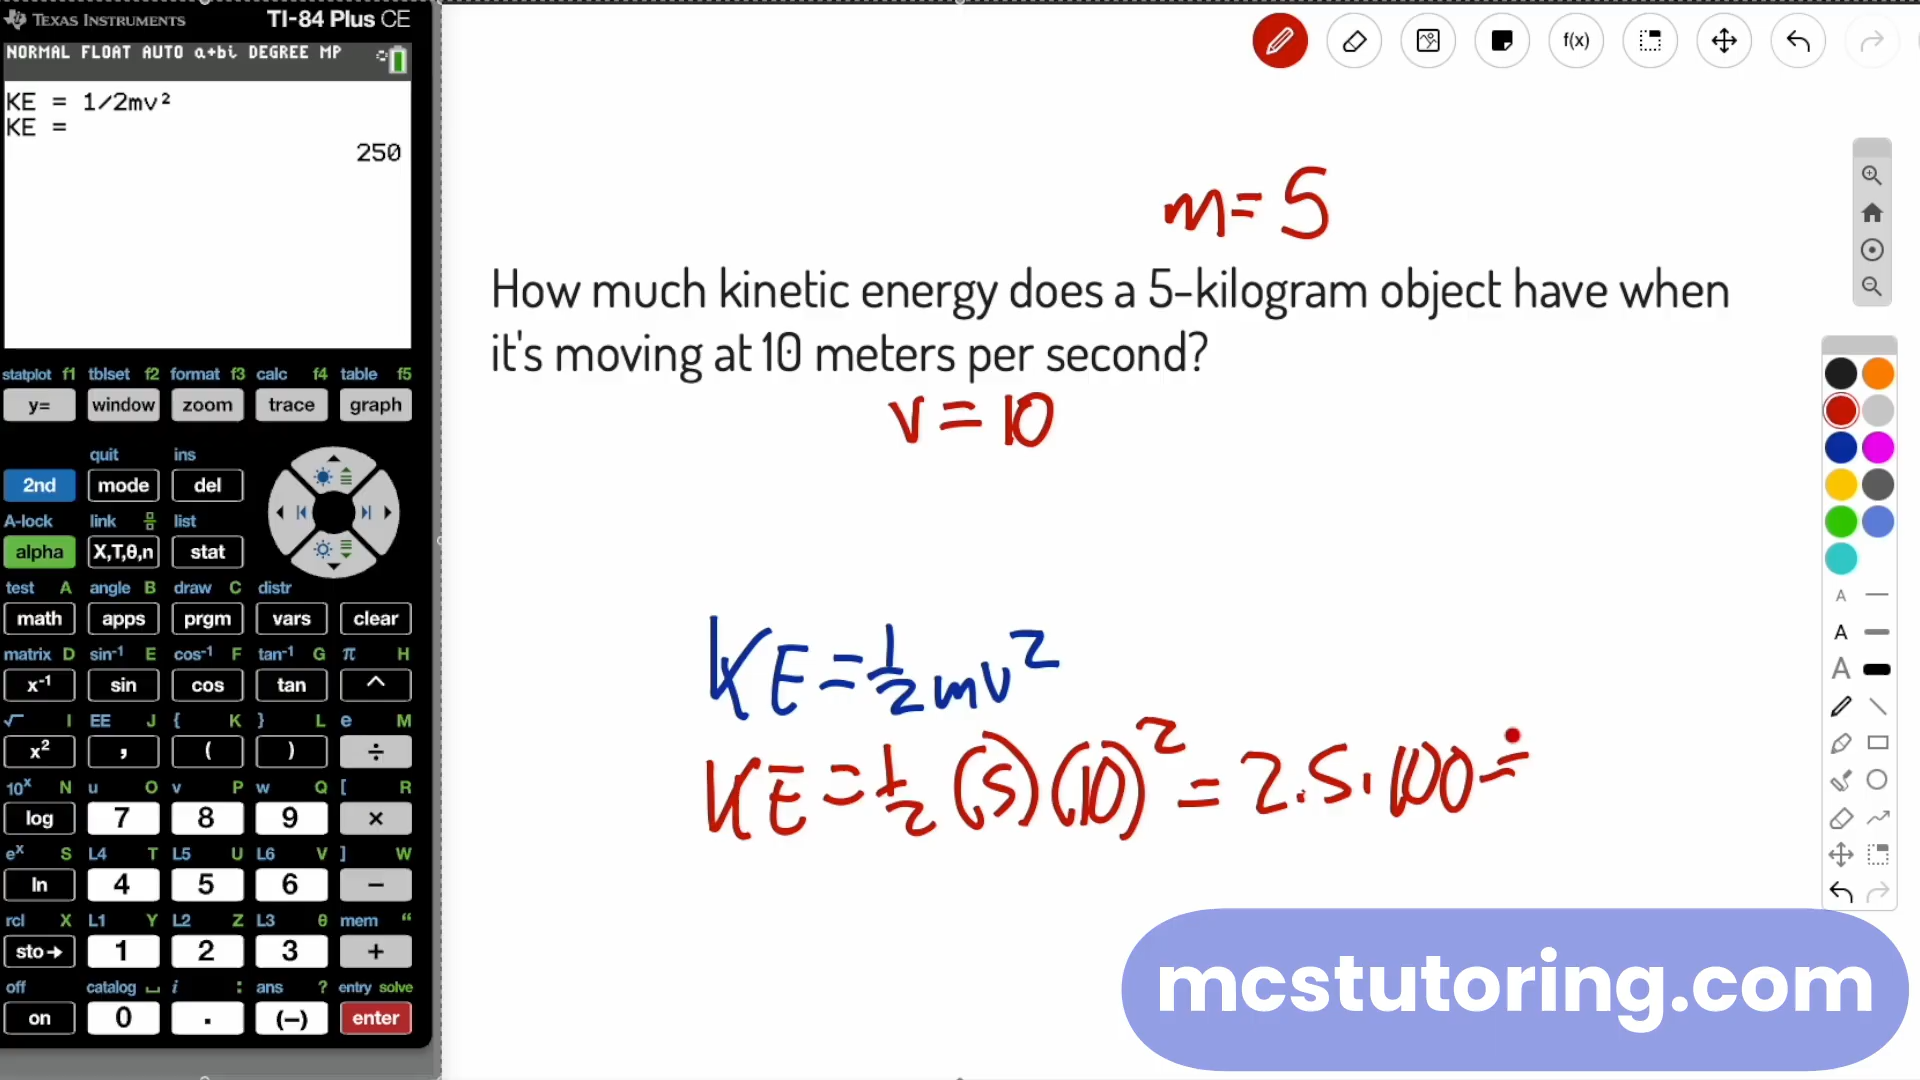 TEXAS INSTRUMENTS TI-84 Plus CE
NORMAL FLOAT AUTO a+bi DEGREE MP
KE = 1/2mv²
KE =
250
statplot f1 tblset f2 format f3 calc f4 table f5
y= window zoom trace graph
quit ins
2nd mode del
A-lock link list
alpha X,T,θ,n stat
test A angle B draw C distr
math apps prgm vars clear
matrix D sin⁻¹ E cos⁻¹ F tan⁻¹ G π H
x⁻¹ sin cos tan ^
√ I EE J { K } L e M
x² , ( ) ÷
10ˣ N u O v P w Q [ R
log 7 8 9 ×
eˣ S L4 T L5 U L6 V ] W
ln 4 5 6 −
rcl X L1 Y L2 Z L3 θ mem “
sto→ 1 2 3 +
off catalog ␣ i : ans ? entry solve
on 0 . (−) enter
f(x)
m = 5
How much kinetic energy does a 5-kilogram object have when
it's moving at 10 meters per second?
v = 10
KE = 1/2 mv²
KE = 1/2 (5)(10)² = 2.5 · 100 =
A
A
A
mcstutoring.com